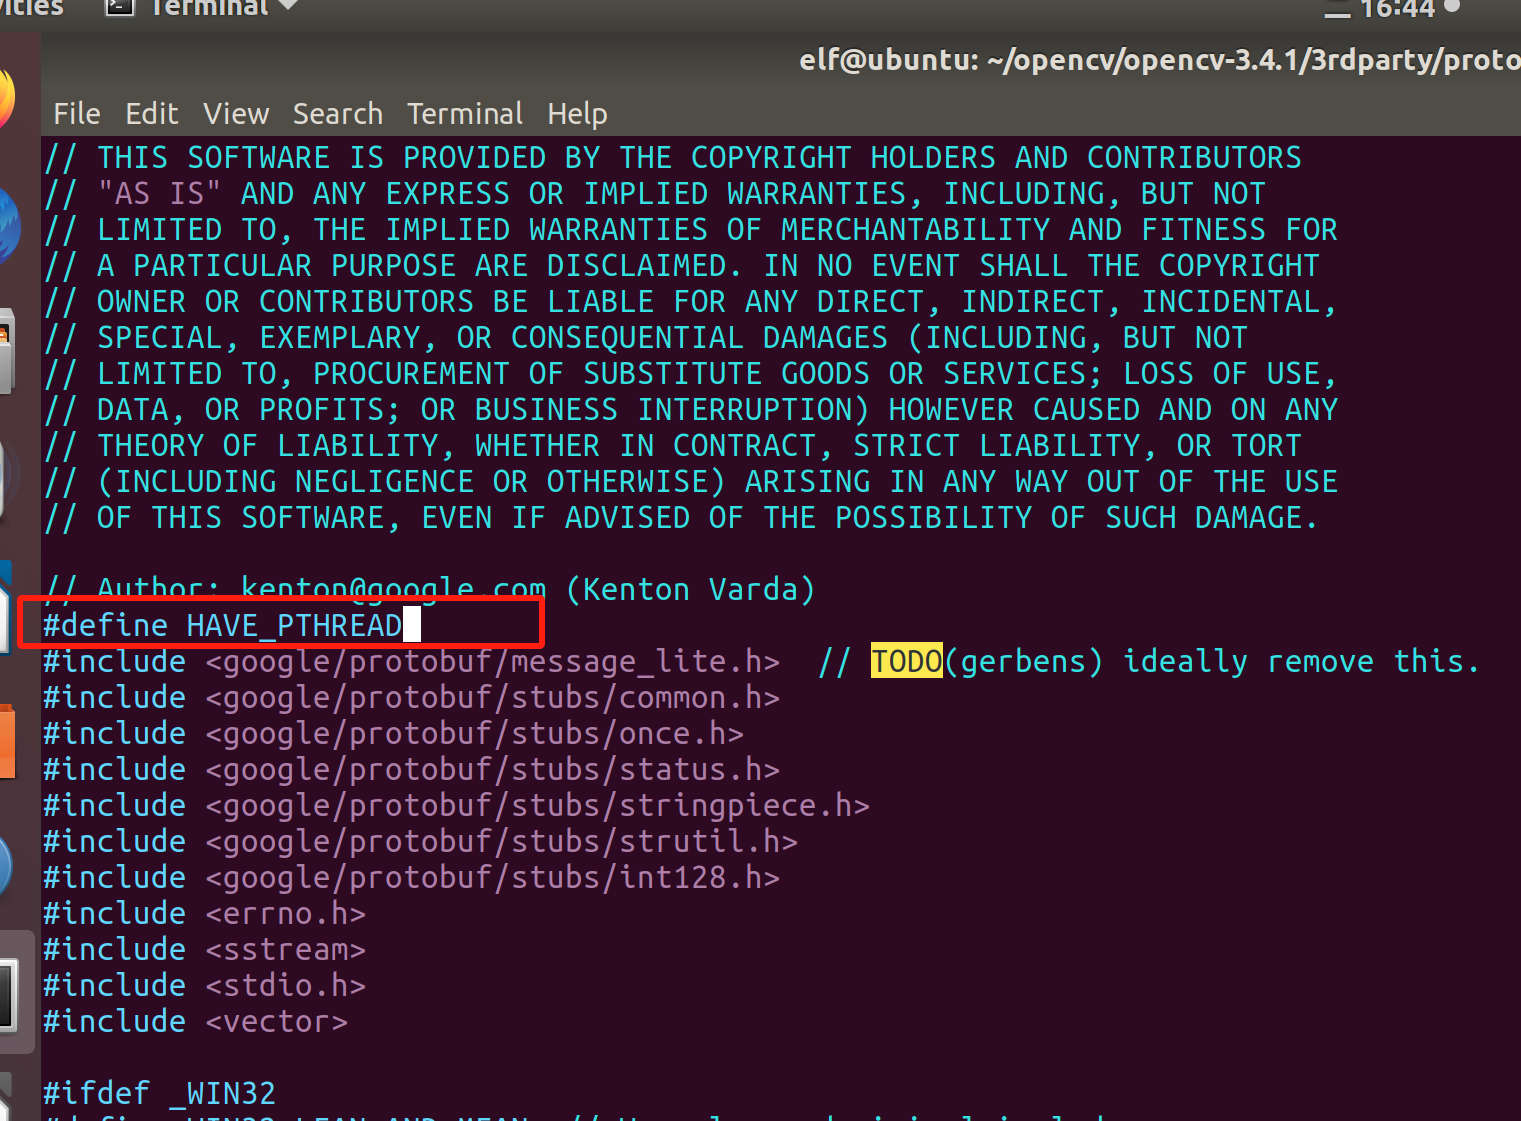 Terminal
16:44
elf@ubuntu: ~/opencv/opencv-3.4.1/3rdparty/proto
File Edit View Search Terminal Help
// THIS SOFTWARE IS PROVIDED BY THE COPYRIGHT HOLDERS AND CONTRIBUTORS
// "AS IS" AND ANY EXPRESS OR IMPLIED WARRANTIES, INCLUDING, BUT NOT
// LIMITED TO, THE IMPLIED WARRANTIES OF MERCHANTABILITY AND FITNESS FOR
// A PARTICULAR PURPOSE ARE DISCLAIMED. IN NO EVENT SHALL THE COPYRIGHT
// OWNER OR CONTRIBUTORS BE LIABLE FOR ANY DIRECT, INDIRECT, INCIDENTAL,
// SPECIAL, EXEMPLARY, OR CONSEQUENTIAL DAMAGES (INCLUDING, BUT NOT
// LIMITED TO, PROCUREMENT OF SUBSTITUTE GOODS OR SERVICES; LOSS OF USE,
// DATA, OR PROFITS; OR BUSINESS INTERRUPTION) HOWEVER CAUSED AND ON ANY
// THEORY OF LIABILITY, WHETHER IN CONTRACT, STRICT LIABILITY, OR TORT
// (INCLUDING NEGLIGENCE OR OTHERWISE) ARISING IN ANY WAY OUT OF THE USE
// OF THIS SOFTWARE, EVEN IF ADVISED OF THE POSSIBILITY OF SUCH DAMAGE.
// Author: kenton@google.com (Kenton Varda)
#define HAVE_PTHREAD
#include <google/protobuf/message_lite.h>  // TODO(gerbens) ideally remove this.
#include <google/protobuf/stubs/common.h>
#include <google/protobuf/stubs/once.h>
#include <google/protobuf/stubs/status.h>
#include <google/protobuf/stubs/stringpiece.h>
#include <google/protobuf/stubs/strutil.h>
#include <google/protobuf/stubs/int128.h>
#include <errno.h>
#include <sstream>
#include <stdio.h>
#include <vector>
#ifdef _WIN32